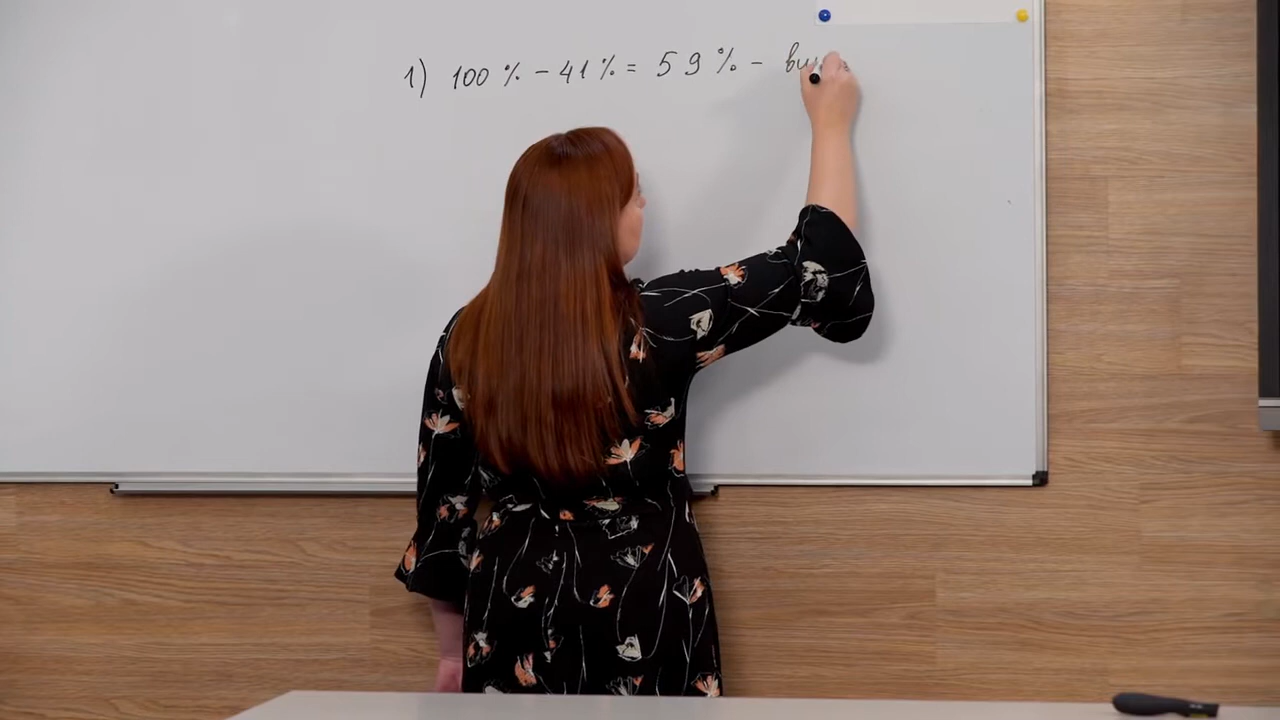 1) 100 % - 41 % = 59 % -